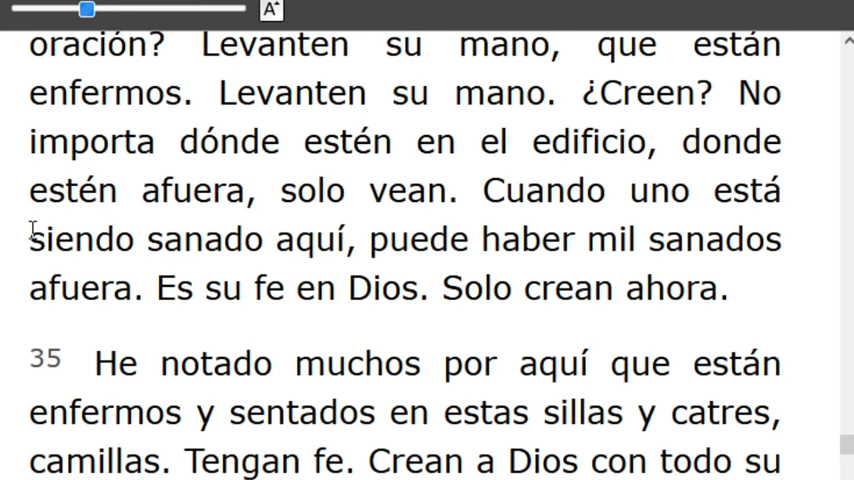 A
oración? Levanten su mano, que están
enfermos. Levanten su mano. ¿Creen? No
importa dónde estén en el edificio, donde
estén afuera, solo vean. Cuando uno está
siendo sanado aquí, puede haber mil sanados
afuera. Es su fe en Dios. Solo crean ahora.
35 He notado muchos por aquí que están
enfermos y sentados en estas sillas y catres,
camillas. Tengan fe. Crean a Dios con todo su